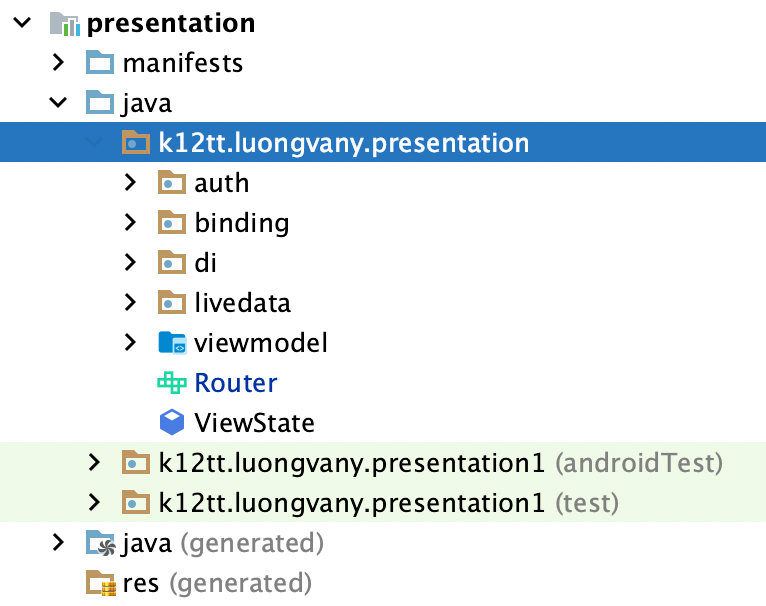 presentation
manifests
java
k12tt.luongvany.presentation
auth
binding
di
livedata
viewmodel
Router
ViewState
k12tt.luongvany.presentation1 (androidTest)
k12tt.luongvany.presentation1 (test)
java (generated)
res (generated)